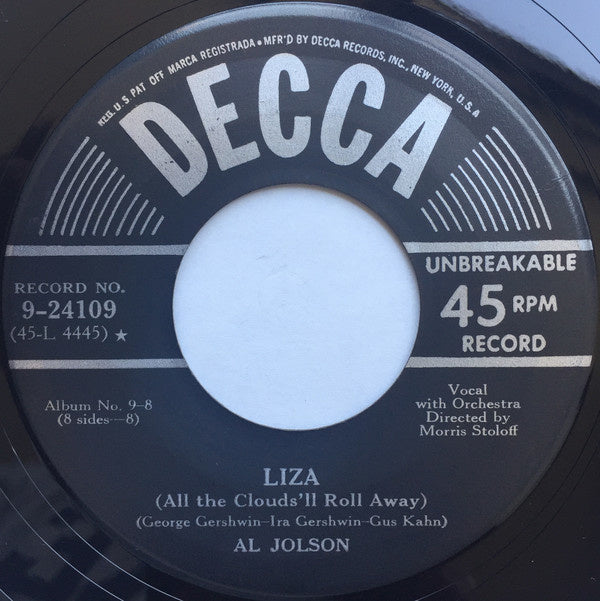 REG. U.S. PAT OFF MARCA REGISTRADA • MFR'D BY DECCA RECORDS, INC., NEW YORK, U.S.A
DECCA
RECORD NO.
9-24109
(45-L 4445) ★
UNBREAKABLE
45 RPM
RECORD
Album No. 9-8
(8 sides—8)
Vocal
with Orchestra
Directed by
Morris Stoloff
LIZA
(All the Clouds'll Roll Away)
(George Gershwin-Ira Gershwin-Gus Kahn)
AL JOLSON